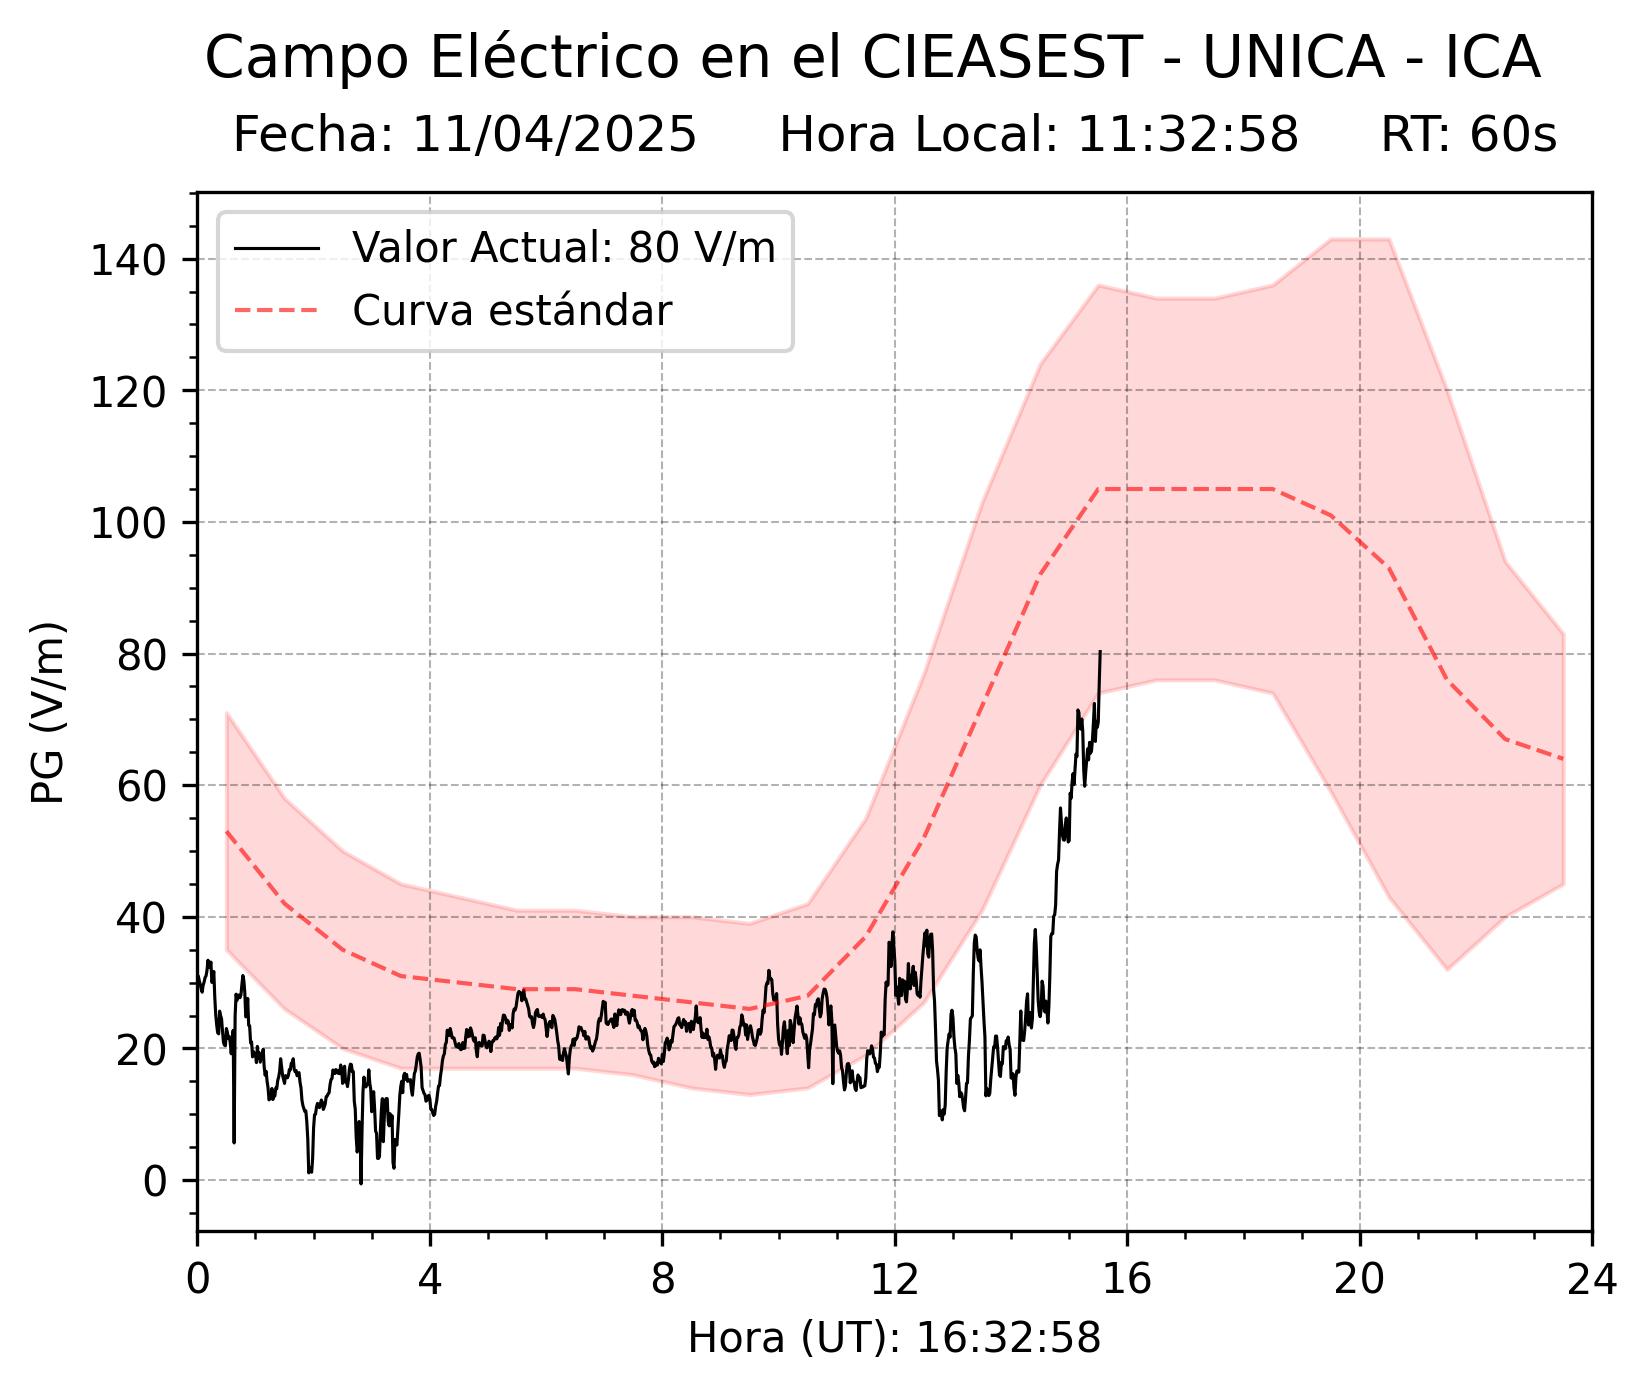 Campo Eléctrico en el CIEASEST - UNICA - ICA
Fecha: 11/04/2025 Hora Local: 11:32:58 RT: 60s
Valor Actual: 80 V/m
Curva estándar
PG (V/m)
140
120
100
80
60
40
20
0
0 4 8 12 16 20 24
Hora (UT): 16:32:58